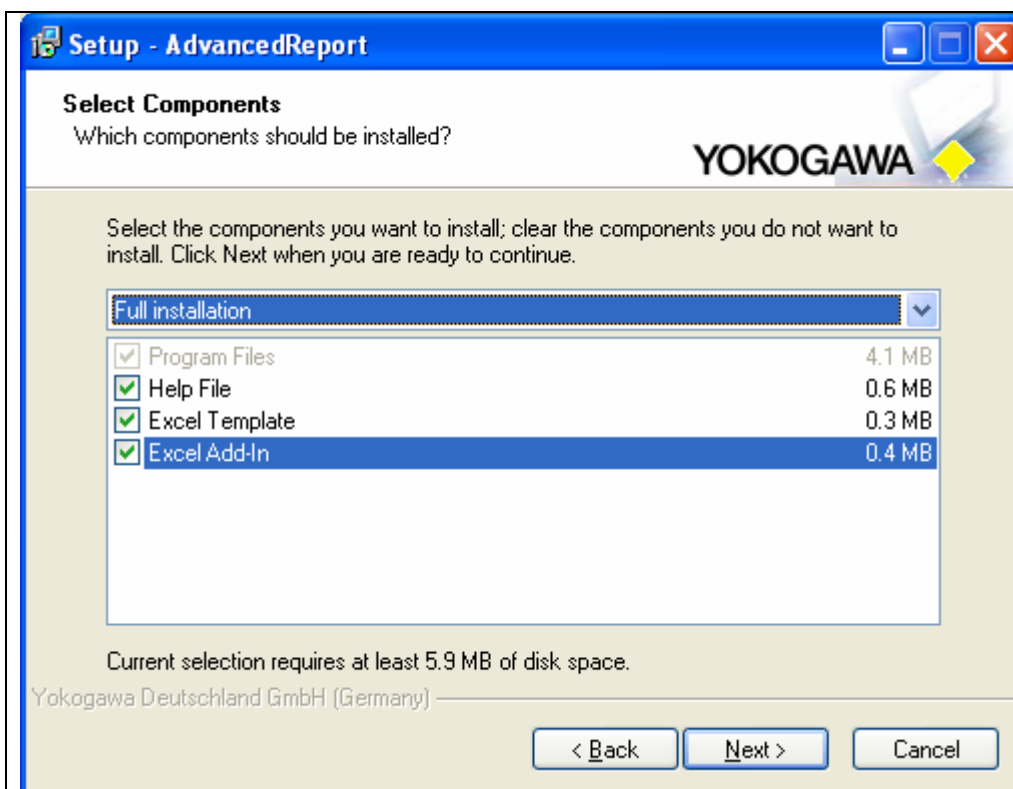 Setup - AdvancedReport
Select Components
Which components should be installed?
YOKOGAWA
Select the components you want to install; clear the components you do not want to
install. Click Next when you are ready to continue.
Full installation
Program Files 4.1 MB
Help File 0.6 MB
Excel Template 0.3 MB
Excel Add-In 0.4 MB
Current selection requires at least 5.9 MB of disk space.
Yokogawa Deutschland GmbH (Germany)
< Back Next > Cancel